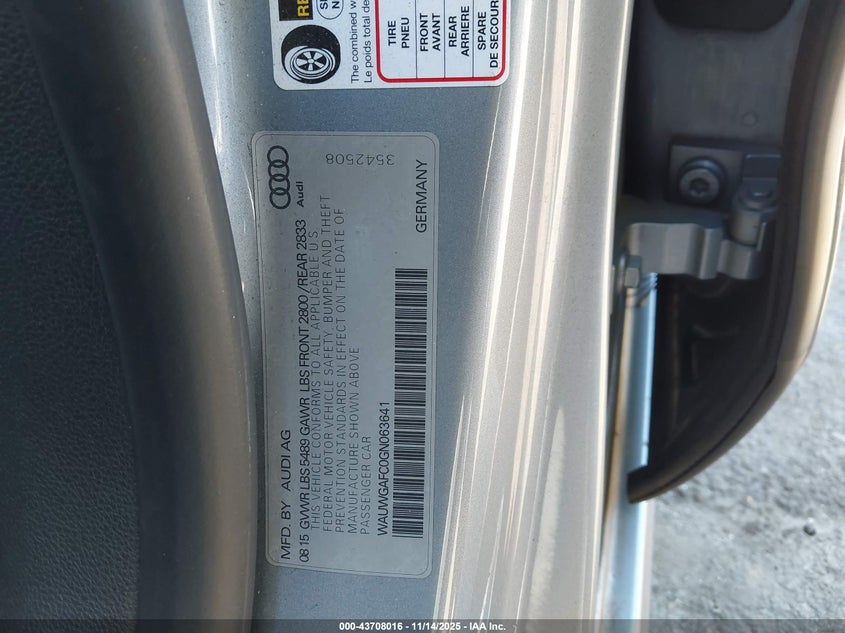 The combined w
Le poids total de
TIRE
PNEU
FRONT
AVANT
REAR
ARRIERE
SPARE
DE SECOUR
MFD. BY AUDI AG
Audi
08 15 GVWR LBS 5489 GAWR LBS FRONT 2800 / REAR 2833
THIS VEHICLE CONFORMS TO ALL APPLICABLE U.S.
FEDERAL MOTOR VEHICLE SAFETY, BUMPER AND THEFT
PREVENTION STANDARDS IN EFFECT ON THE DATE OF
MANUFACTURE SHOWN ABOVE
PASSENGER CAR
WAUWGAFC0GN063641
GERMANY
3542508
000-43708016 - 11/14/2025 - IAA Inc.